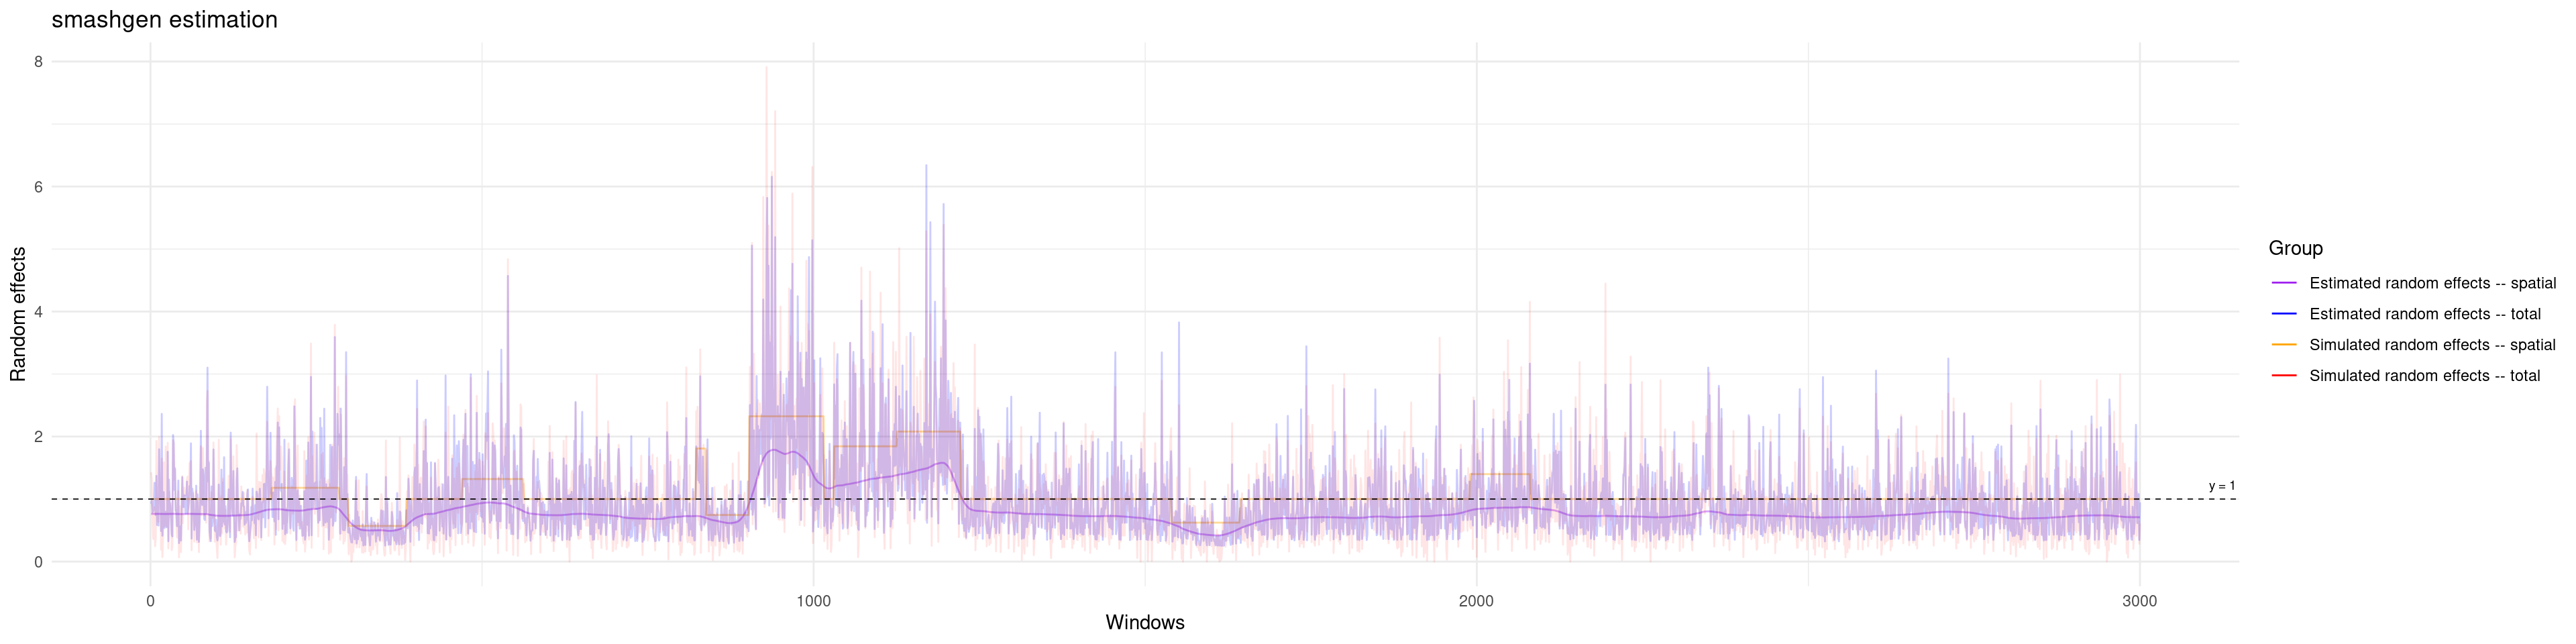 smashgen estimation
8
6
4
2
0
Random effects
y = 1
0
1000
2000
3000
Windows
Group
Estimated random effects -- spatial
Estimated random effects -- total
Simulated random effects -- spatial
Simulated random effects -- total